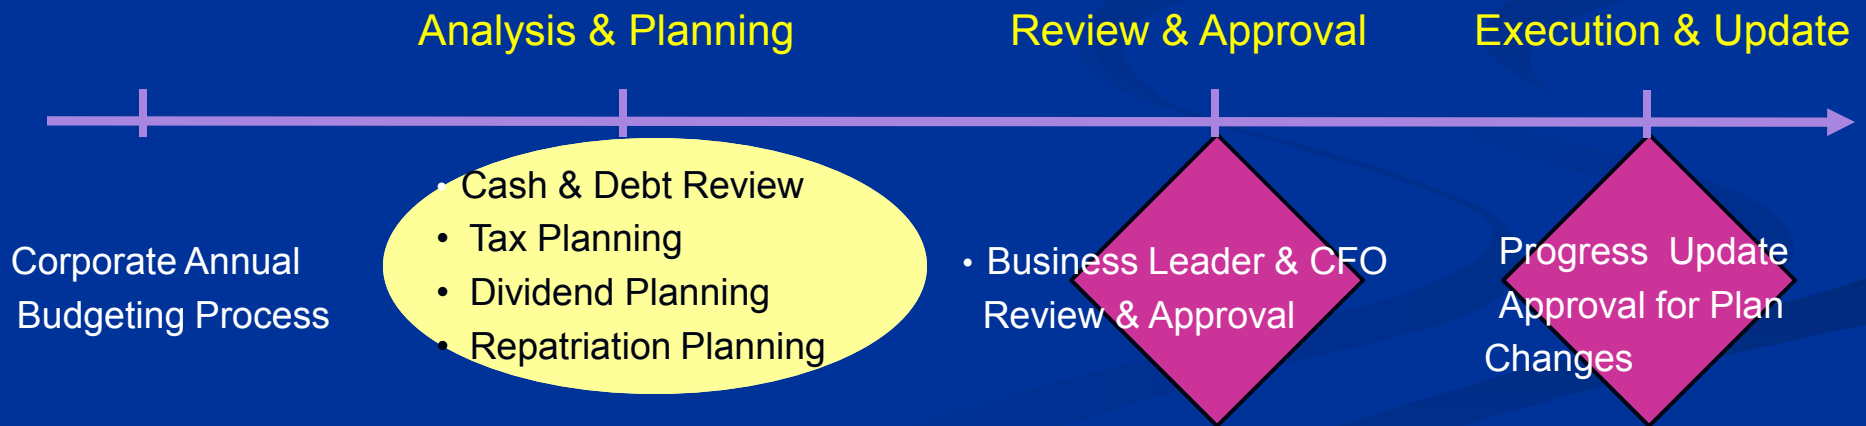 Analysis & Planning
Review & Approval
Execution & Update
Corporate Annual
Budgeting Process
• Cash & Debt Review
• Tax Planning
• Dividend Planning
• Repatriation Planning
• Business Leader & CFO
Review & Approval
Progress Update
Approval for Plan
Changes